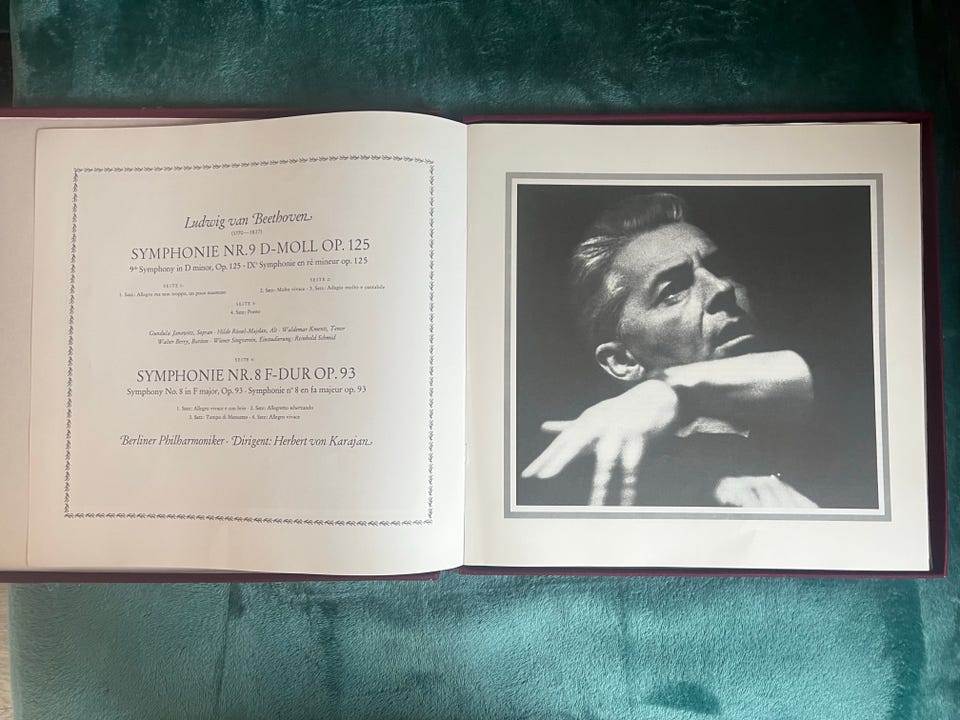 Ludwig van Beethoven
(1770—1827)
SYMPHONIE NR. 9 D-MOLL OP. 125
9th Symphony in D minor, Op. 125 · IXe Symphonie en ré mineur op. 125
SEITE 1:
1. Satz: Allegro ma non troppo, un poco maestoso
SEITE 2:
2. Satz: Molto vivace · 3. Satz: Adagio molto e cantabile
SEITE 3:
4. Satz: Presto
Gundula Janowitz, Sopran · Hilde Rössl-Majdan, Alt · Waldemar Kmentt, Tenor
Walter Berry, Bariton · Wiener Singverein, Einstudierung: Reinhold Schmid
SEITE 4:
SYMPHONIE NR. 8 F-DUR OP. 93
Symphony No. 8 in F major, Op. 93 · Symphonie n° 8 en fa majeur op. 93
1. Satz: Allegro vivace e con brio · 2. Satz: Allegretto scherzando
3. Satz: Tempo di Menuetto · 4. Satz: Allegro vivace
Berliner Philharmoniker · Dirigent: Herbert von Karajan